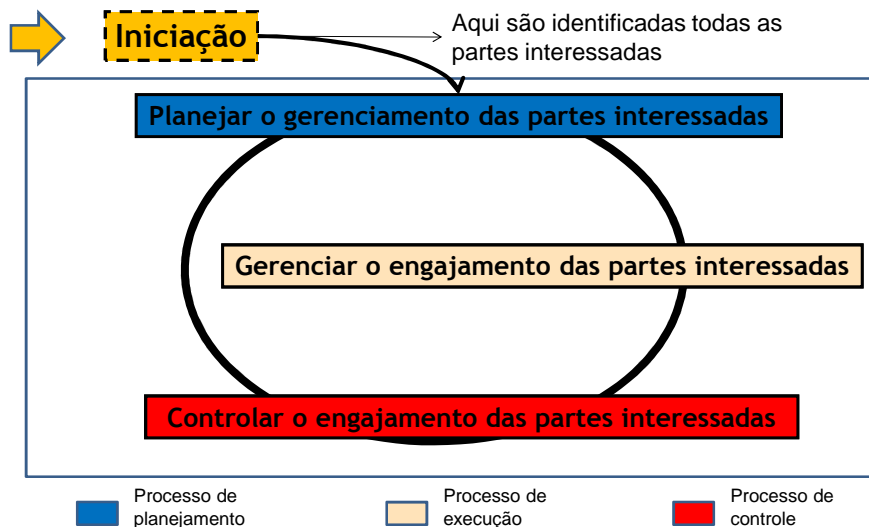 Iniciação
Aqui são identificadas todas as
partes interessadas
Planejar o gerenciamento das partes interessadas
Gerenciar o engajamento das partes interessadas
Controlar o engajamento das partes interessadas
Processo de
planejamento
Processo de
execução
Processo de
controle